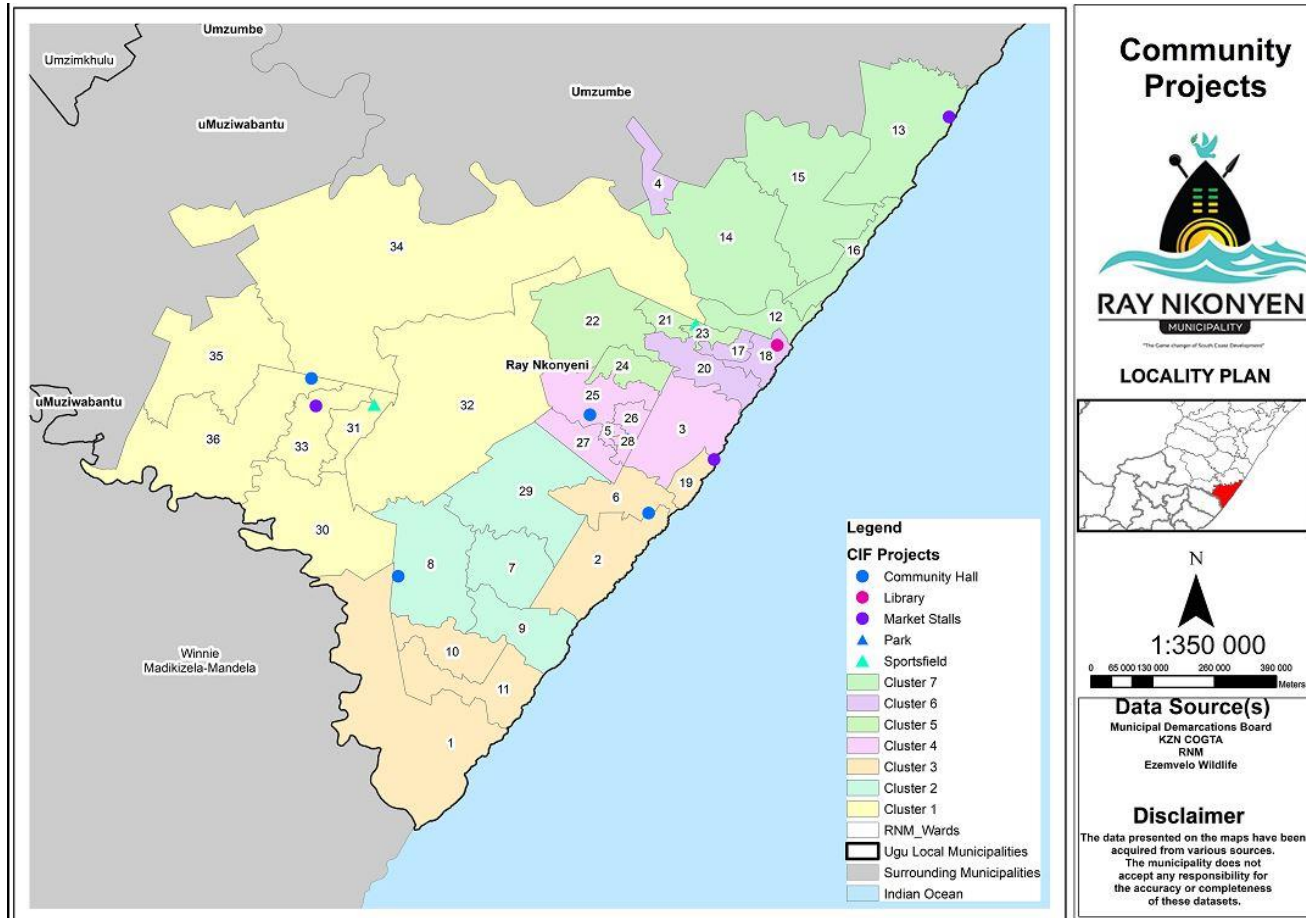 Umzumbe
Umzimkhulu
Umzumbe
uMuziwabantu
13
15
4
14
34
16
12
21
22
23
17
18
35
Ray Nkonyeni
24
20
uMuziwabantu
32
25
26
3
36
5
31
27
28
33
29
19
6
30
2
8
7
9
Winnie
Madikizela-Mandela
10
11
1
Legend
CIF Projects
Community Hall
Library
Market Stalls
Park
Sportsfield
Cluster 7
Cluster 6
Cluster 5
Cluster 4
Cluster 3
Cluster 2
Cluster 1
RNM_Wards
Ugu Local Municipalities
Surrounding Municipalities
Indian Ocean
Community
Projects
RAY NKONYEN
MUNICIPALITY
"The Game changer of South Coast Development"
LOCALITY PLAN
N
1:350 000
0 65 000 130 000 260 000 390 000
Meters
Data Source(s)
Municipal Demarcations Board
KZN COGTA
RNM
Ezemvelo Wildlife
Disclaimer
The data presented on the maps have been
acquired from various sources.
The municipality does not
accept any responsibility for
the accuracy or completeness
of these datasets.